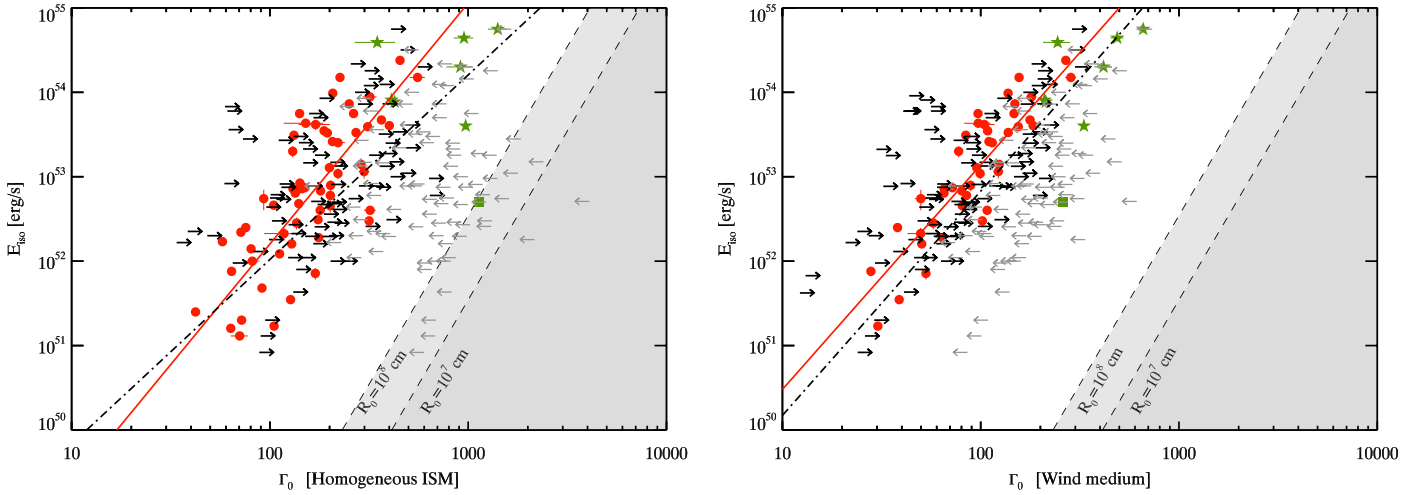 10^55
10^54
10^53
10^52
10^51
10^50
E_iso [erg/s]
R_0=10^8 cm
R_0=10^7 cm
10 100 1000 10000
Γ_0 [Homogeneous ISM]
10^55
10^54
10^53
10^52
10^51
10^50
E_iso [erg/s]
R_0=10^8 cm
R_0=10^7 cm
10 100 1000 10000
Γ_0 [Wind medium]